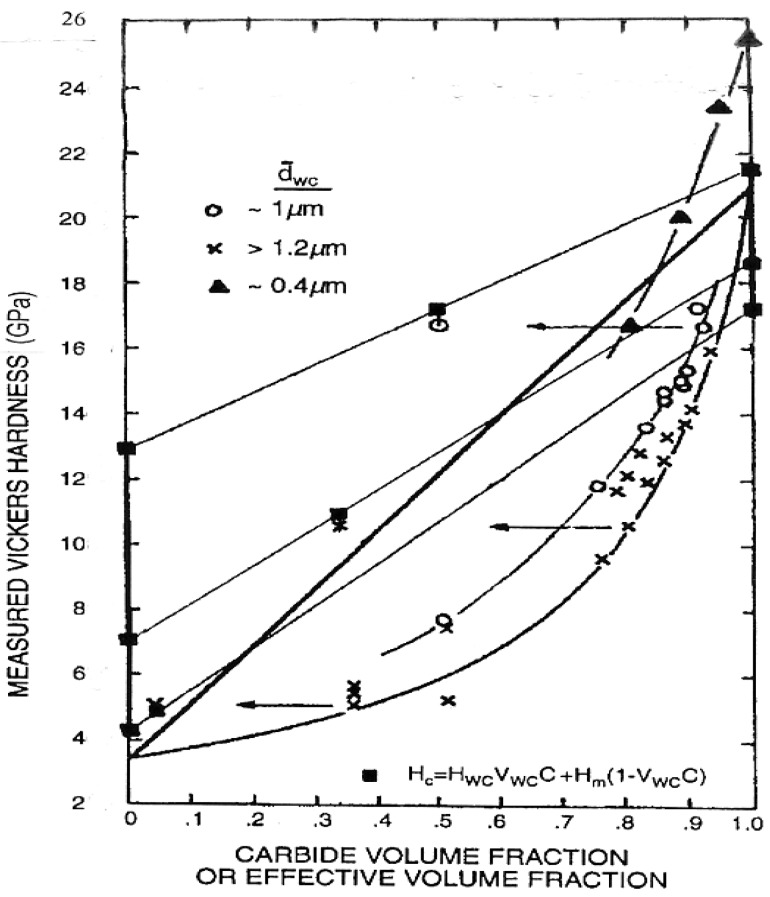 26
24
22
20
18
16
14
12
10
8
6
4
2
MEASURED VICKERS HARDNESS (GPa)
d̄wc
~ 1μm
> 1.2μm
~ 0.4μm
Hc=HWCVWCC+Hm(1-VWCC)
0 .1 .2 .3 .4 .5 .6 .7 .8 .9 1.0
CARBIDE VOLUME FRACTION
OR EFFECTIVE VOLUME FRACTION